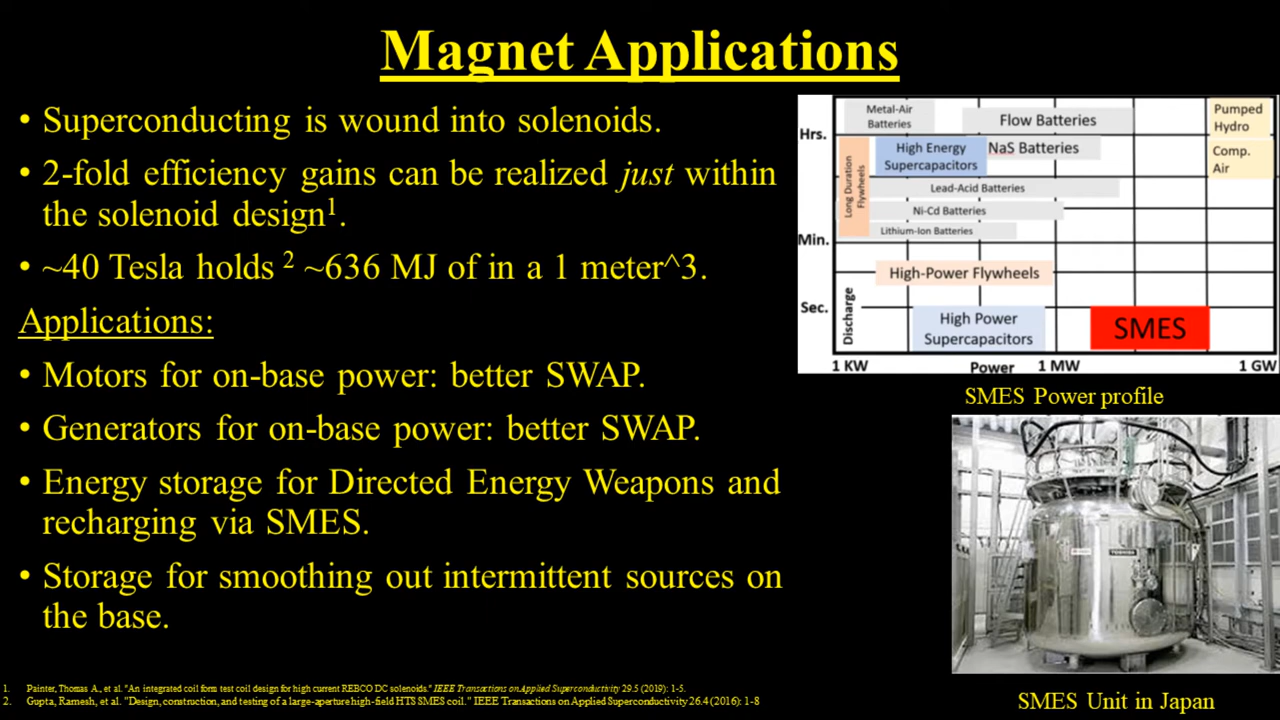 Magnet Applications
• Superconducting is wound into solenoids.
• 2-fold efficiency gains can be realized just within
the solenoid design1.
• ~40 Tesla holds 2 ~636 MJ of in a 1 meter^3.
Applications:
• Motors for on-base power: better SWAP.
• Generators for on-base power: better SWAP.
• Energy storage for Directed Energy Weapons and
recharging via SMES.
• Storage for smoothing out intermittent sources on
the base.
Hrs.
Min.
Sec.
Discharge
Metal-Air
Batteries
Flow Batteries
Pumped
Hydro
Long Duration
Flywheels
High Energy
Supercapacitors
NaS Batteries
Comp.
Air
Lead-Acid Batteries
Ni-Cd Batteries
Lithium-Ion Batteries
High-Power Flywheels
High Power
Supercapacitors
SMES
1 KW
Power
1 MW
1 GW
SMES Power profile
TOSHIBA
SMES Unit in Japan
1. Painter, Thomas A., et al. "An integrated coil form test coil design for high current REBCO DC solenoids." IEEE Transactions on Applied Superconductivity 29.5 (2019): 1-5.
2. Gupta, Ramesh, et al. "Design, construction, and testing of a large-aperture high-field HTS SMES coil." IEEE Transactions on Applied Superconductivity 26.4 (2016): 1-8